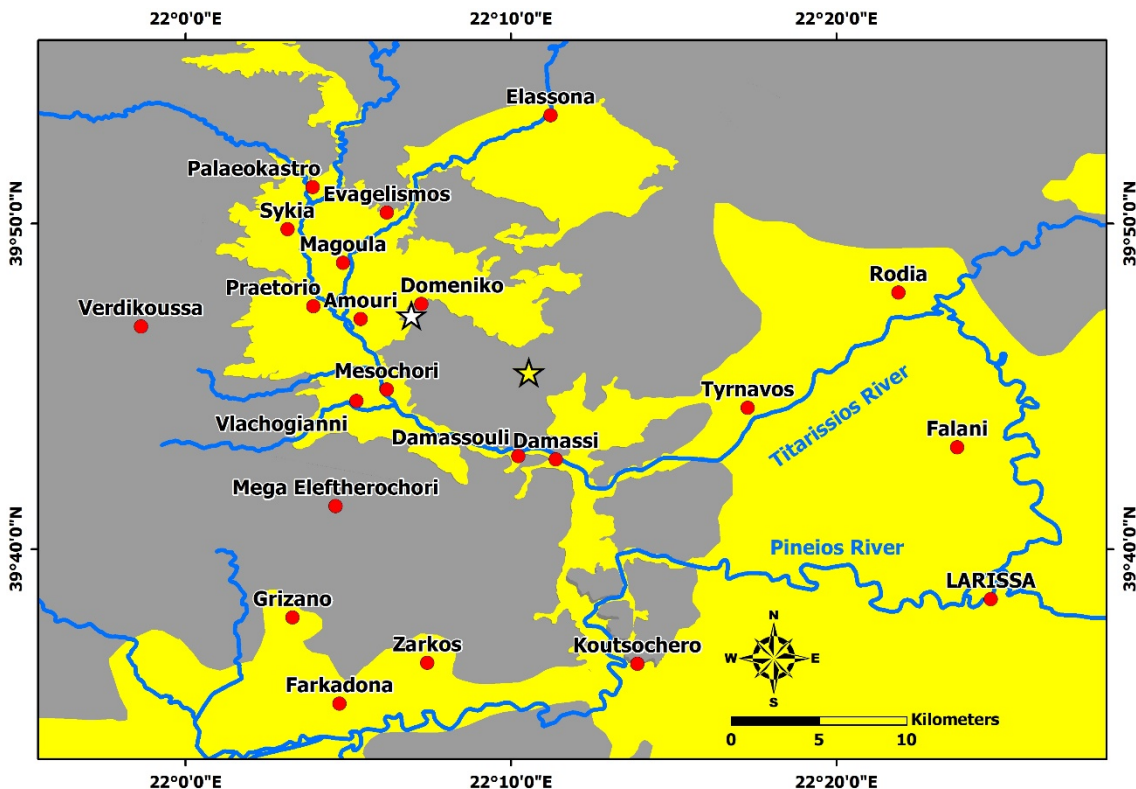 22°0'0"E
22°10'0"E
22°20'0"E
Elassona
Palaeokastro
Evagelismos
39°50'0"N
Sykia
39°50'0"N
Magoula
Rodia
Praetorio
Amouri
Domeniko
Verdikoussa
Mesochori
Tyrnavos
Titarissios River
Vlachogianni
Damassouli
Damassi
Falani
Mega Eleftherochori
39°40'0"N
Pineios River
39°40'0"N
LARISSA
Grizano
N
Zarkos
Koutsochero
W
E
Farkadona
S
Kilometers
0
5
10
22°0'0"E
22°10'0"E
22°20'0"E